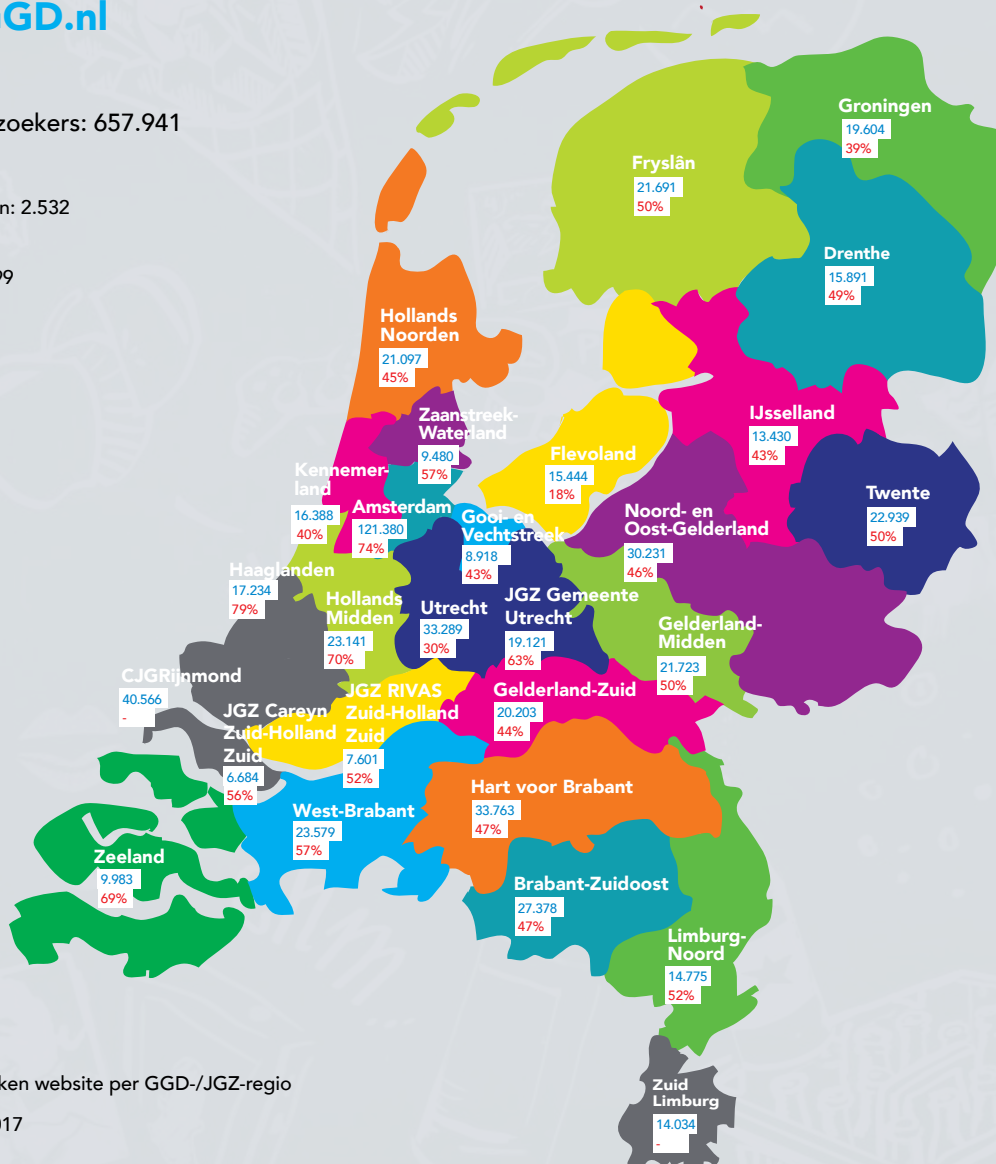 GGD.nl
zoekers: 657.941
n: 2.532
99
Groningen
19.604
39%
Fryslân
21.691
50%
Drenthe
15.891
49%
Hollands
Noorden
21.097
45%
Zaanstreek-
Waterland
9.480
57%
IJsselland
13.430
43%
Flevoland
15.444
18%
Kennemer-
land
16.388
40%
Amsterdam
121.380
74%
Gooi- en
Vechtstreek
8.918
43%
Noord- en
Oost-Gelderland
30.231
46%
Twente
22.939
50%
Haaglanden
17.234
79%
Hollands
Midden
23.141
70%
Utrecht
33.289
30%
JGZ Gemeente
Utrecht
19.121
63%
Gelderland-
Midden
21.723
50%
CJGRijnmond
40.566
-
JGZ Careyn
Zuid-Holland
Zuid
6.684
56%
JGZ RIVAS
Zuid-Holland
Zuid
7.601
52%
Gelderland-Zuid
20.203
44%
West-Brabant
23.579
57%
Hart voor Brabant
33.763
47%
Zeeland
9.983
69%
Brabant-Zuidoost
27.378
47%
Limburg-
Noord
14.775
52%
Zuid
Limburg
14.034
-
ken website per GGD-/JGZ-regio
017